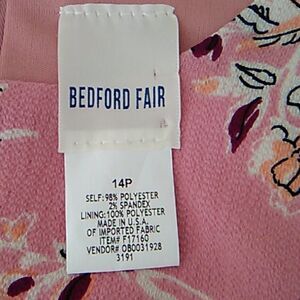 BEDFORD FAIR
14P
SELF:98% POLYESTER
2% SPANDEX
LINING:100% POLYESTER
MADE IN U.S.A.
OF IMPORTED FABRIC
ITEM# F17160
VENDOR# OB0031928
3191